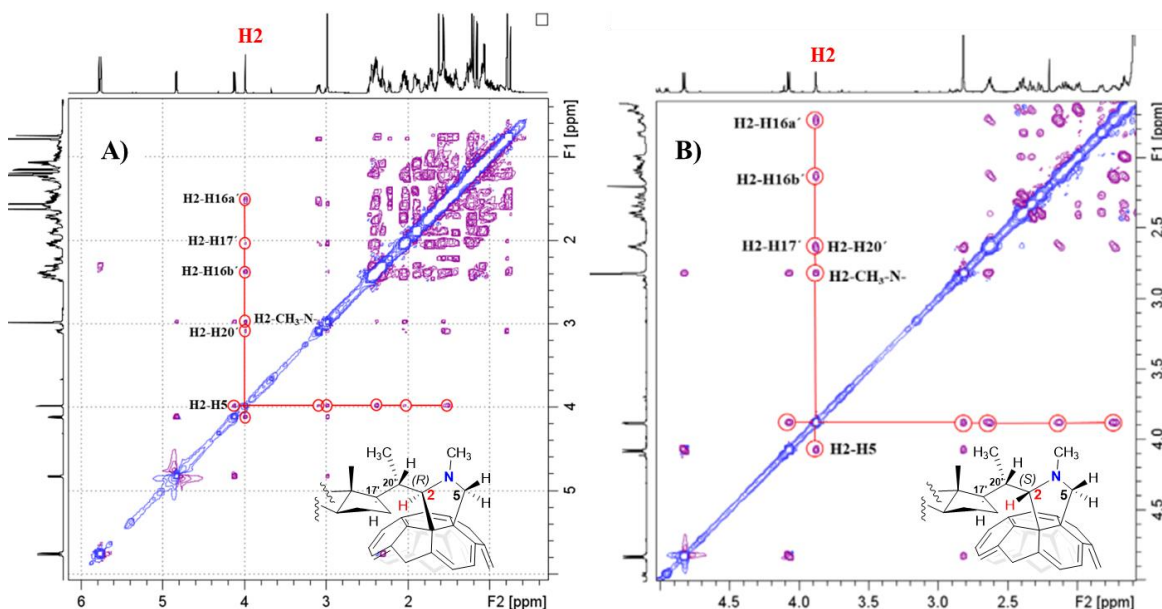 H2
A)
F1 [ppm]
1
2
3
4
5
H2-H16a´
H2-H17´
H2-H16b´
H2-CH₃-N-
H2-H20´
H2-H5
H₃C
CH₃
H
N
H
20'
(R)
17'
2
5
H
H
H
6
5
4
3
2
F2 [ppm]
H2
B)
F1 [ppm]
2.0
2.5
3.0
3.5
4.0
4.5
H2-H16a´
H2-H16b´
H2-H17´
H2-H20´
H2-CH₃-N-
H2-H5
H₃C
CH₃
H
N
H
20'
(S)
17'
2
5
H
H
H
4.5
4.0
3.5
3.0
2.5
F2 [ppm]